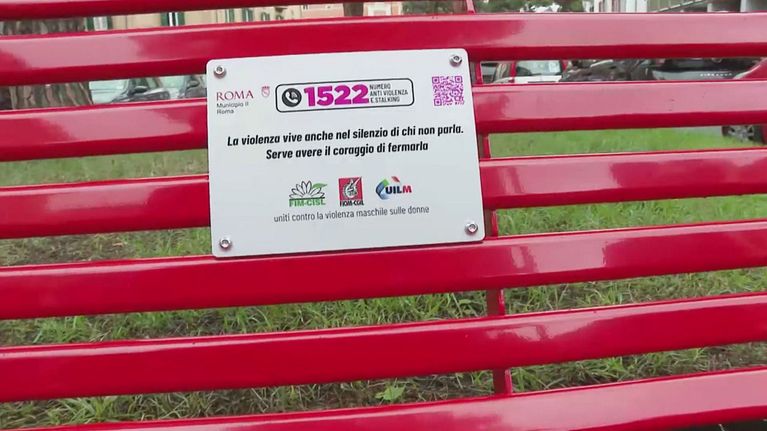 ROMA
Municipio II
Roma
1522
NUMERO
ANTI VIOLENZA
E STALKING
La violenza vive anche nel silenzio di chi non parla.
Serve avere il coraggio di fermarla
FIM-CISL FIOM-CGIL UILM
uniti contro la violenza maschile sulle donne